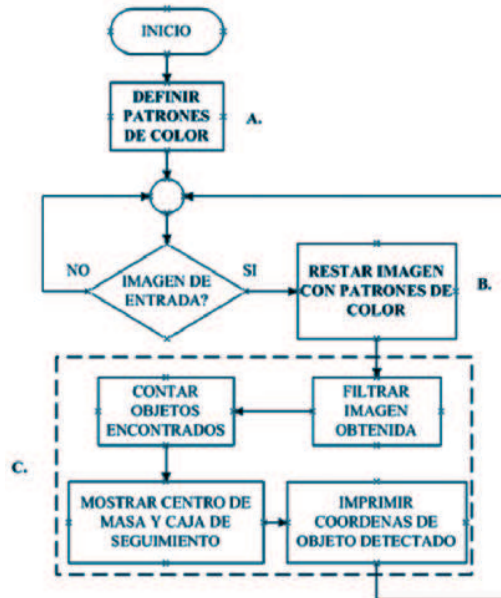 INICIO
DEFINIR
PATRONES
DE COLOR
A.
NO
IMAGEN DE
ENTRADA?
SI
RESTAR IMAGEN
CON PATRONES DE
COLOR
B.
C.
CONTAR
OBJETOS
ENCONTRADOS
FILTRAR
IMAGEN
OBTENIDA
MOSTRAR CENTRO DE
MASA Y CAJA DE
SEGUIMIENTO
IMPRIMIR
COORDENAS DE
OBJETO DETECTADO